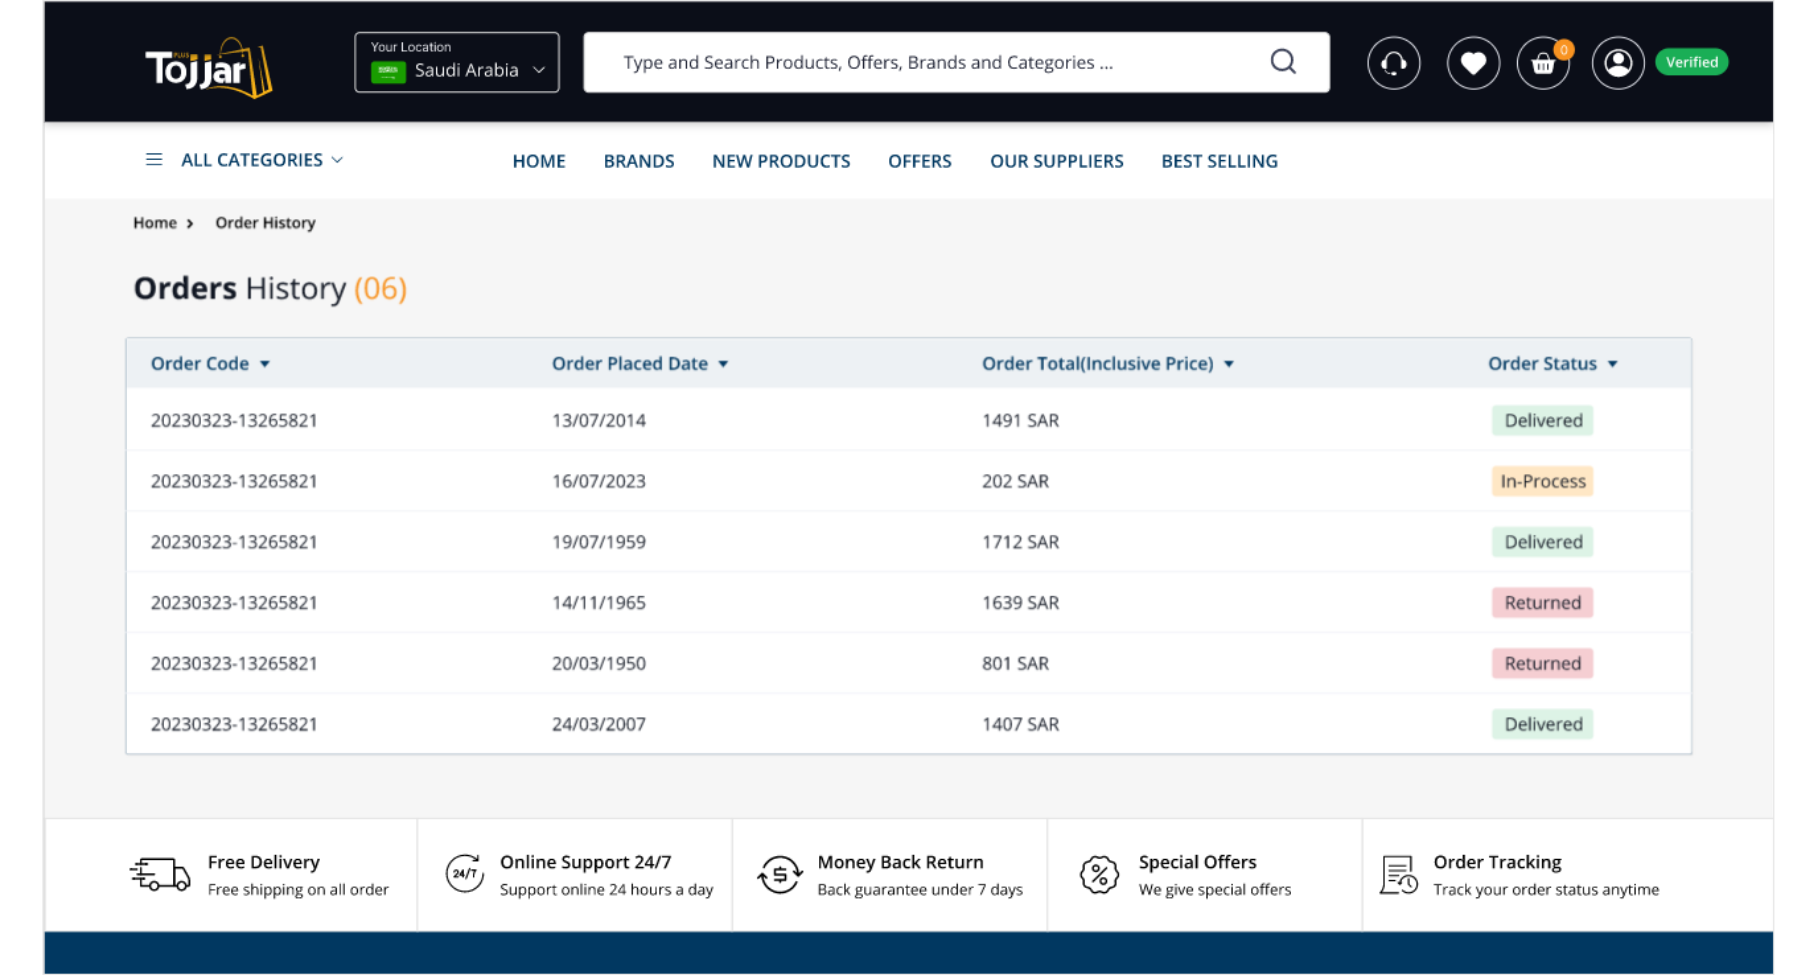 PLUS
Tojjar
Your Location
Saudi Arabia
Type and Search Products, Offers, Brands and Categories ...
0
Verified
ALL CATEGORIES
HOME BRANDS NEW PRODUCTS OFFERS OUR SUPPLIERS BEST SELLING
Home > Order History
Orders History (06)
Order Code Order Placed Date Order Total(Inclusive Price) Order Status
20230323-13265821 13/07/2014 1491 SAR Delivered
20230323-13265821 16/07/2023 202 SAR In-Process
20230323-13265821 19/07/1959 1712 SAR Delivered
20230323-13265821 14/11/1965 1639 SAR Returned
20230323-13265821 20/03/1950 801 SAR Returned
20230323-13265821 24/03/2007 1407 SAR Delivered
Free Delivery
Free shipping on all order
24/7
Online Support 24/7
Support online 24 hours a day
$
Money Back Return
Back guarantee under 7 days
%
Special Offers
We give special offers
Order Tracking
Track your order status anytime